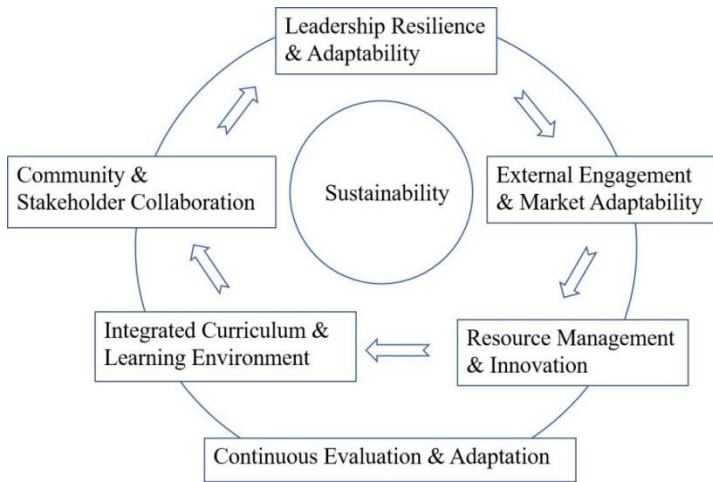 Leadership Resilience
& Adaptability
Community &
Stakeholder Collaboration
Sustainability
External Engagement
& Market Adaptability
Integrated Curriculum &
Learning Environment
Resource Management
& Innovation
Continuous Evaluation & Adaptation